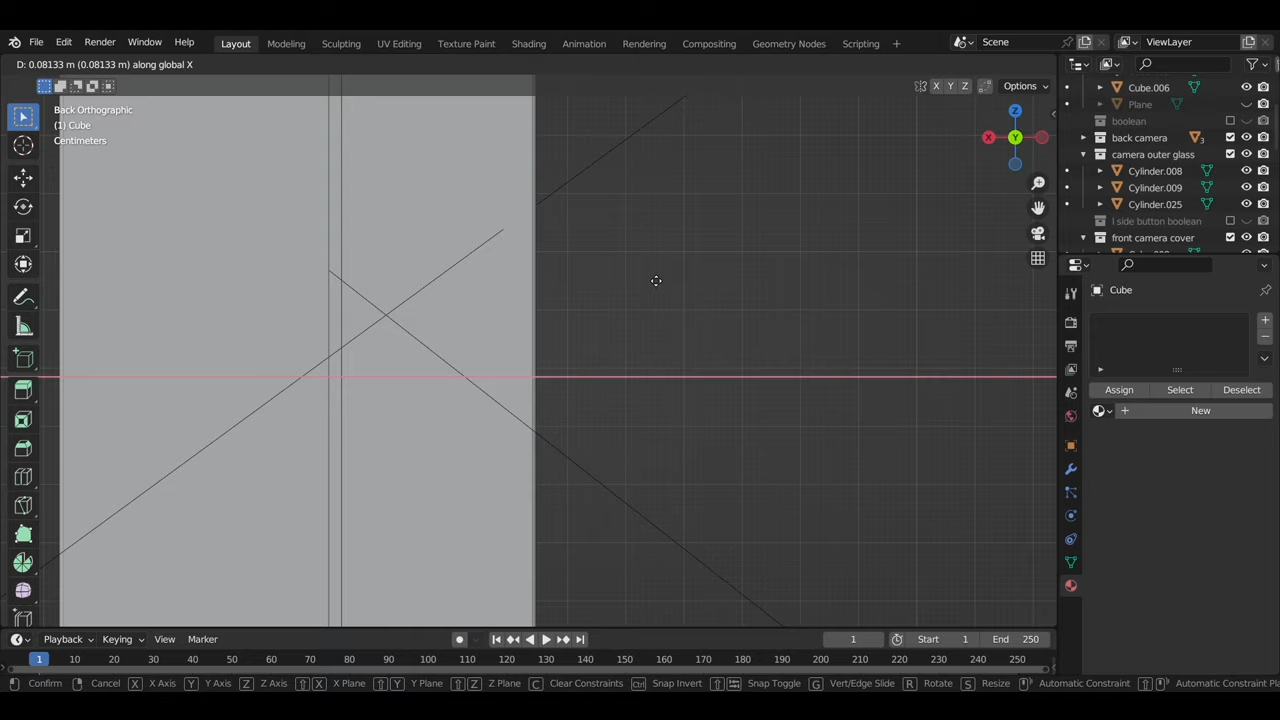 File Edit Render Window Help
Layout Modeling Sculpting UV Editing Texture Paint Shading Animation Rendering Compositing Geometry Nodes Scripting +
Scene ViewLayer
D: 0.08133 m (0.08133 m) along global X
X Y Z Options
Back Orthographic
(1) Cube
Centimeters
Z
X Y
Cube.006
Plane
boolean
back camera 3
camera outer glass
Cylinder.008
Cylinder.009
Cylinder.025
l side button boolean
front camera cover
Cube
Assign Select Deselect
New
Playback Keying View Marker
1 Start 1 End 250
1 10 20 30 40 50 60 70 80 90 100 110 120 130 140 150 160 170 180 190 200 210 220 230 240 250
Confirm Cancel X X Axis Y Y Axis Z Z Axis X X Plane Y Y Plane Z Z Plane C Clear Constraints Ctrl Snap Invert Snap Toggle G Vert/Edge Slide R Rotate S Resize Automatic Constraint Automatic Constraint Pla